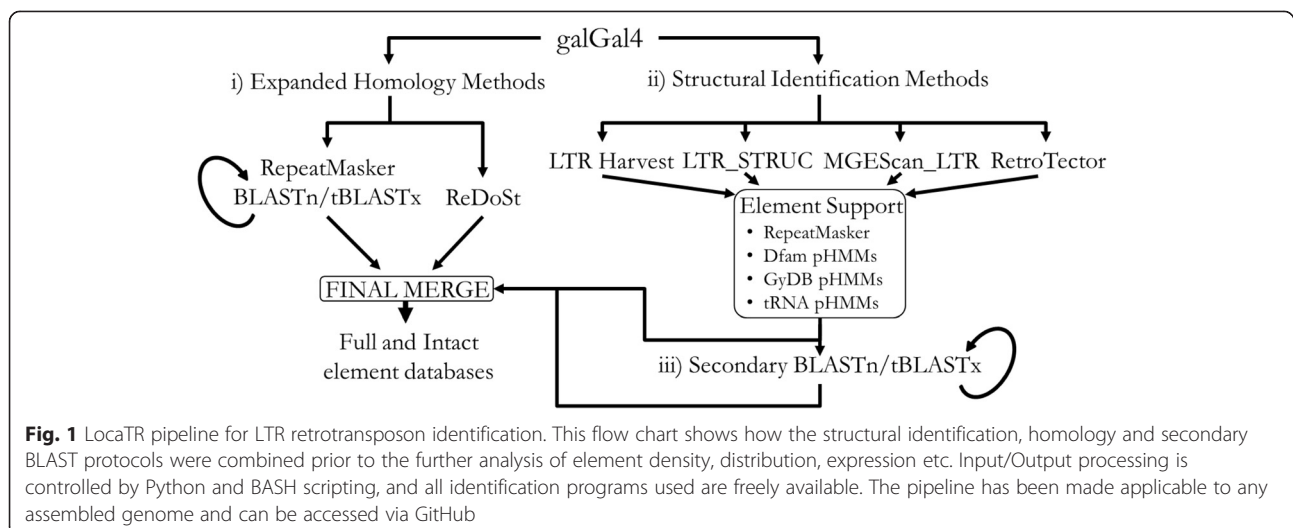 galGal4
i) Expanded Homology Methods
ii) Structural Identification Methods
RepeatMasker
BLASTn/tBLASTx
ReDoSt
LTR Harvest LTR_STRUC MGEScan_LTR RetroTector
Element Support
• RepeatMasker
• Dfam pHMMs
• GyDB pHMMs
• tRNA pHMMs
FINAL MERGE
Full and Intact
element databases
iii) Secondary BLASTn/tBLASTx
Fig. 1 LocaTR pipeline for LTR retrotransposon identification. This flow chart shows how the structural identification, homology and secondary
BLAST protocols were combined prior to the further analysis of element density, distribution, expression etc. Input/Output processing is
controlled by Python and BASH scripting, and all identification programs used are freely available. The pipeline has been made applicable to any
assembled genome and can be accessed via GitHub